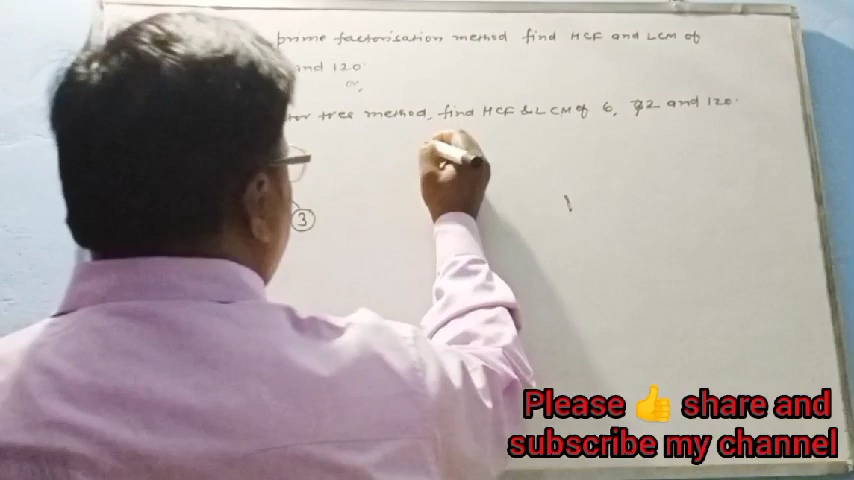 prime factorisation method find HCF and LCM of
and 120.
or,
tor tree method, find HCF & LCM of 6, 72 and 120.
3
Please 👍 share and
subscribe my channel